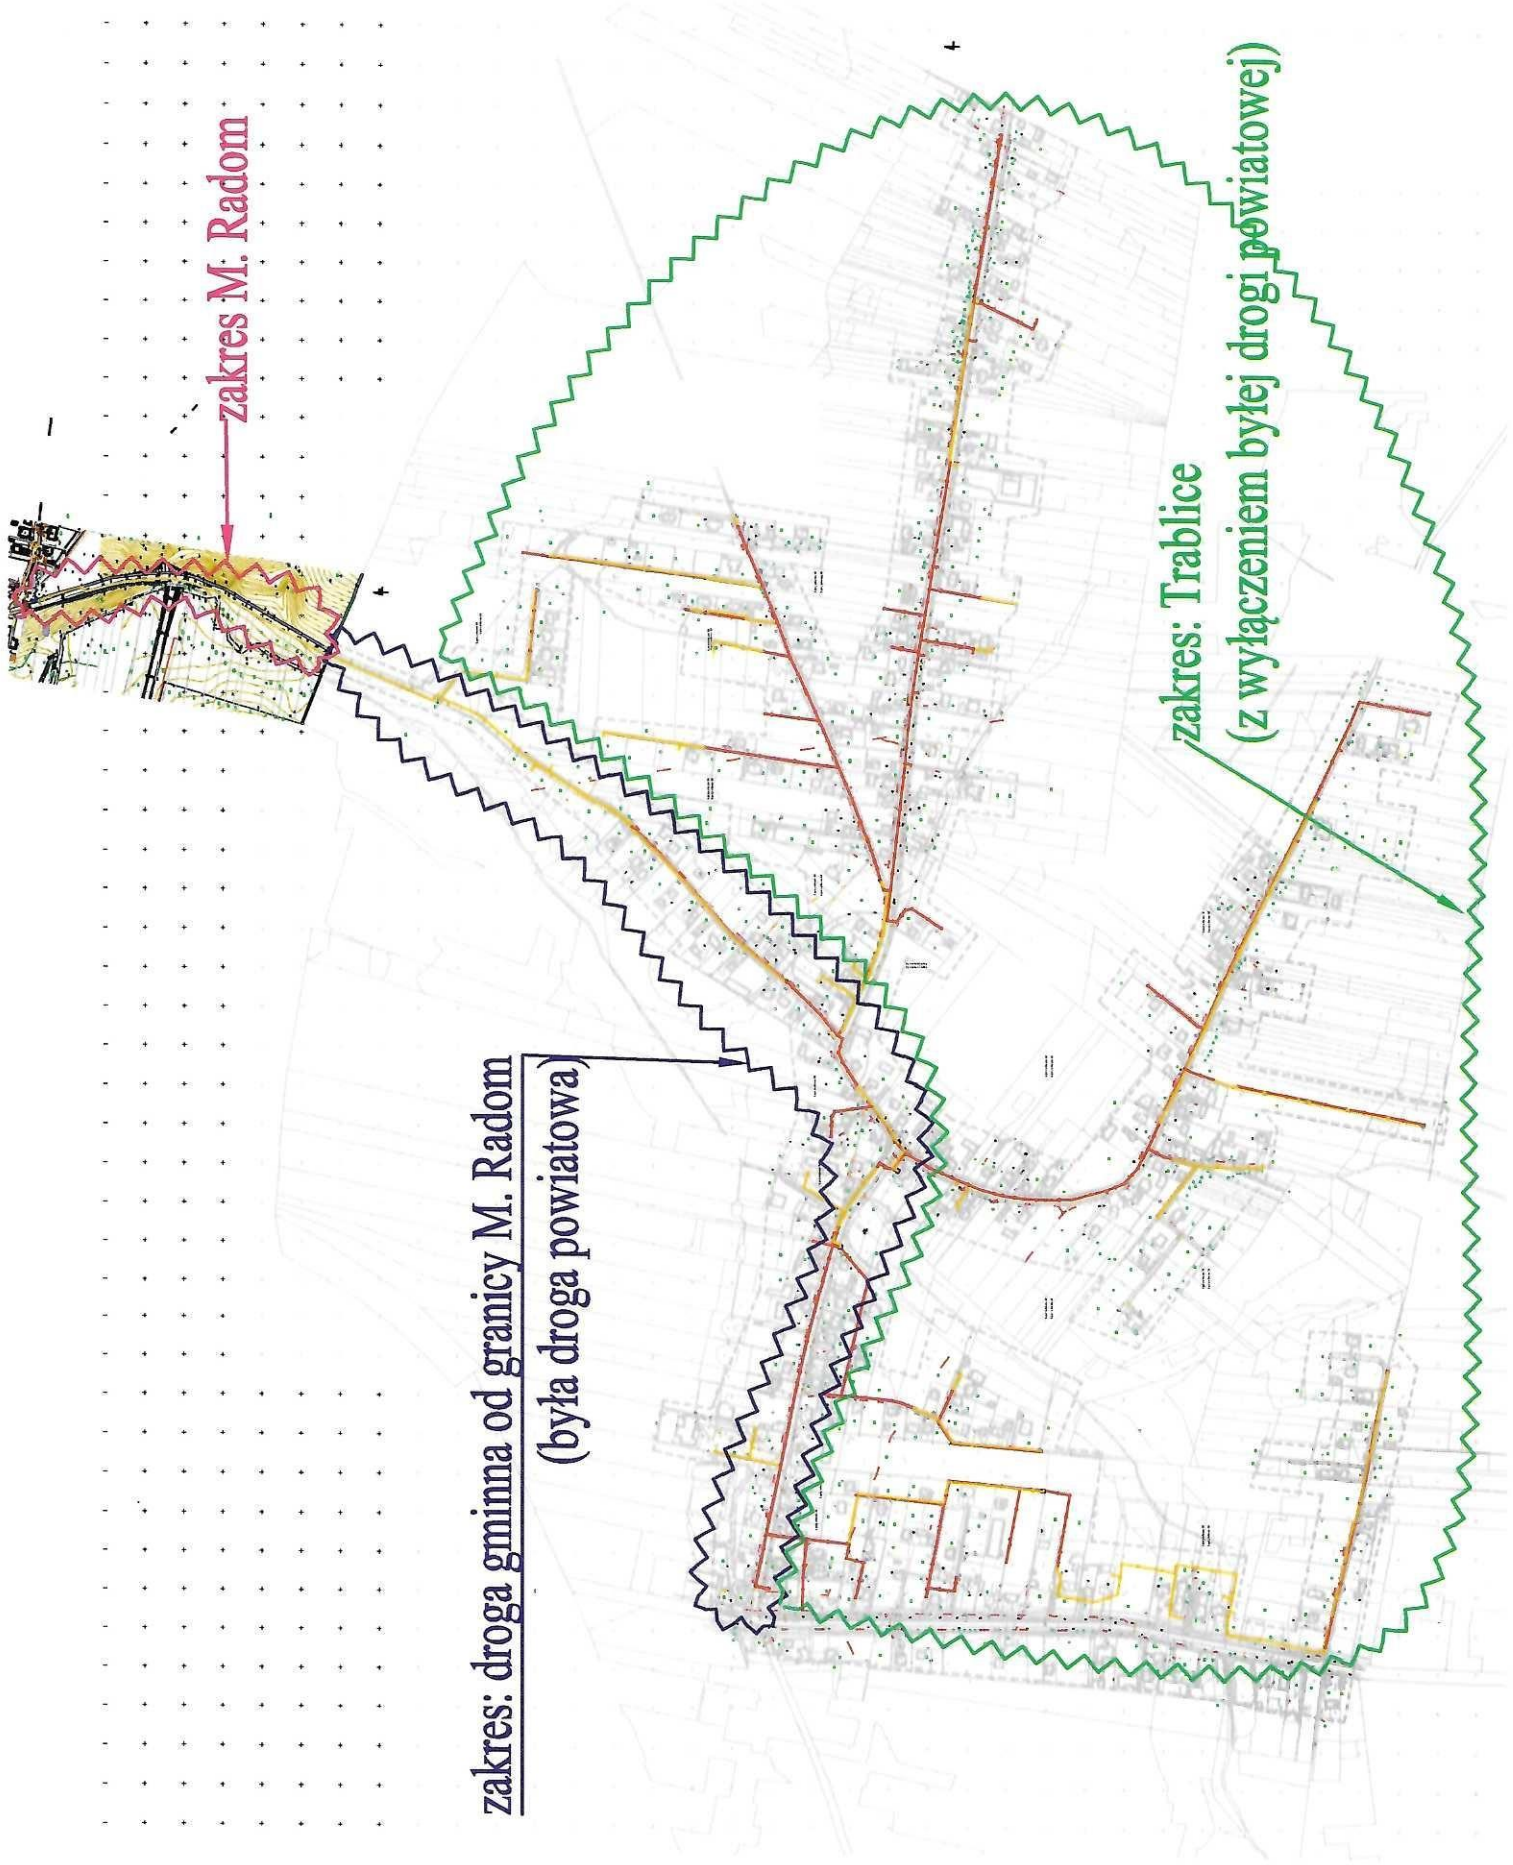 zakres M. Radom
zakres: droga gminna od granicy M. Radom
(była droga powiatowa)
zakres: Trablice
(z wyłączeniem byłej drogi powiatowej)